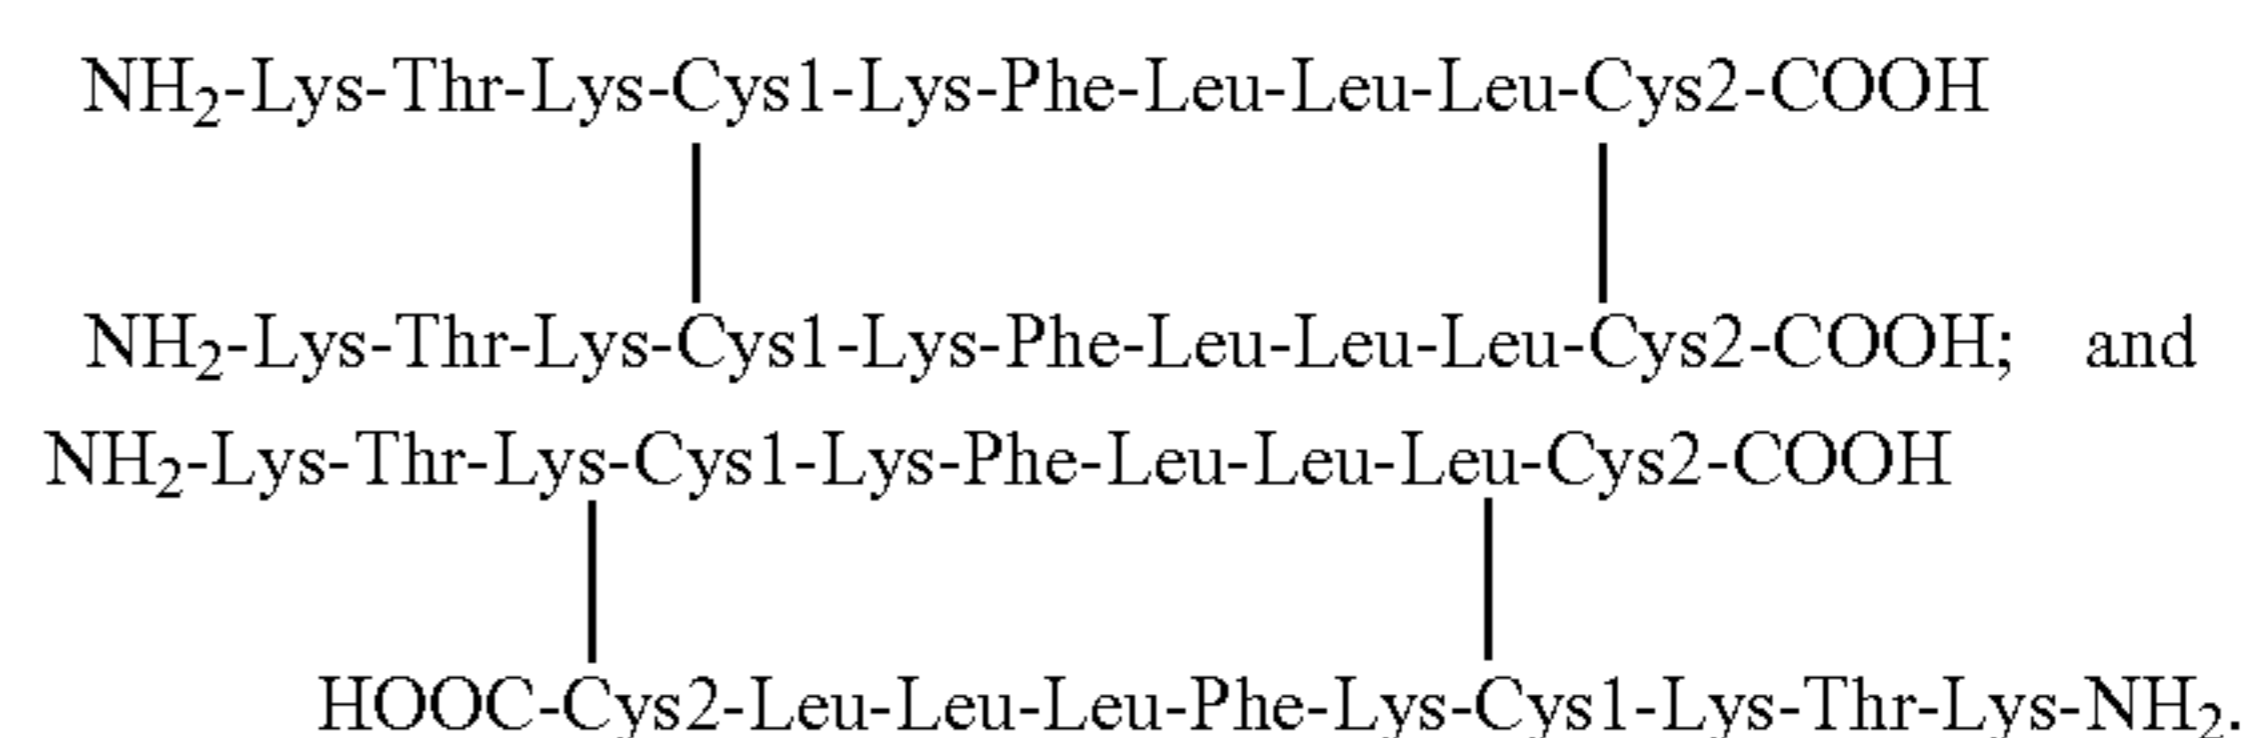 NH₂-Lys-Thr-Lys-Cys1-Lys-Phe-Leu-Leu-Leu-Cys2-COOH
NH₂-Lys-Thr-Lys-Cys1-Lys-Phe-Leu-Leu-Leu-Cys2-COOH; and
NH₂-Lys-Thr-Lys-Cys1-Lys-Phe-Leu-Leu-Leu-Cys2-COOH
HOOC-Cys2-Leu-Leu-Leu-Phe-Lys-Cys1-Lys-Thr-Lys-NH₂.